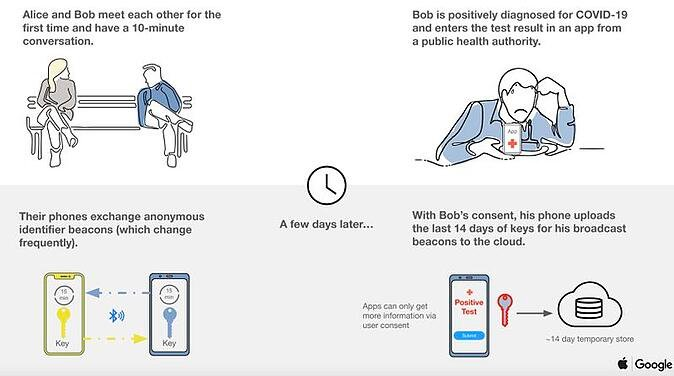 Alice and Bob meet each other for the
first time and have a 10-minute
conversation.
Bob is positively diagnosed for COVID-19
and enters the test result in an app from
a public health authority.
App
Their phones exchange anonymous
identifier beacons (which change
frequently).
15
min
Key
15
min
Key
A few days later…
With Bob’s consent, his phone uploads
the last 14 days of keys for his broadcast
beacons to the cloud.
Apps can only get
more information via
user consent
Positive
Test
Submit
~14 day temporary store
Google